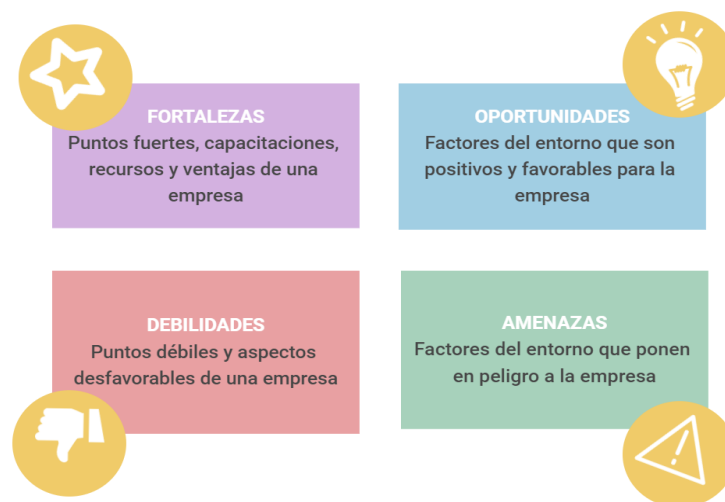 FORTALEZAS
Puntos fuertes, capacitaciones,
recursos y ventajas de una
empresa
OPORTUNIDADES
Factores del entorno que son
positivos y favorables para la
empresa
DEBILIDADES
Puntos débiles y aspectos
desfavorables de una empresa
AMENAZAS
Factores del entorno que ponen
en peligro a la empresa